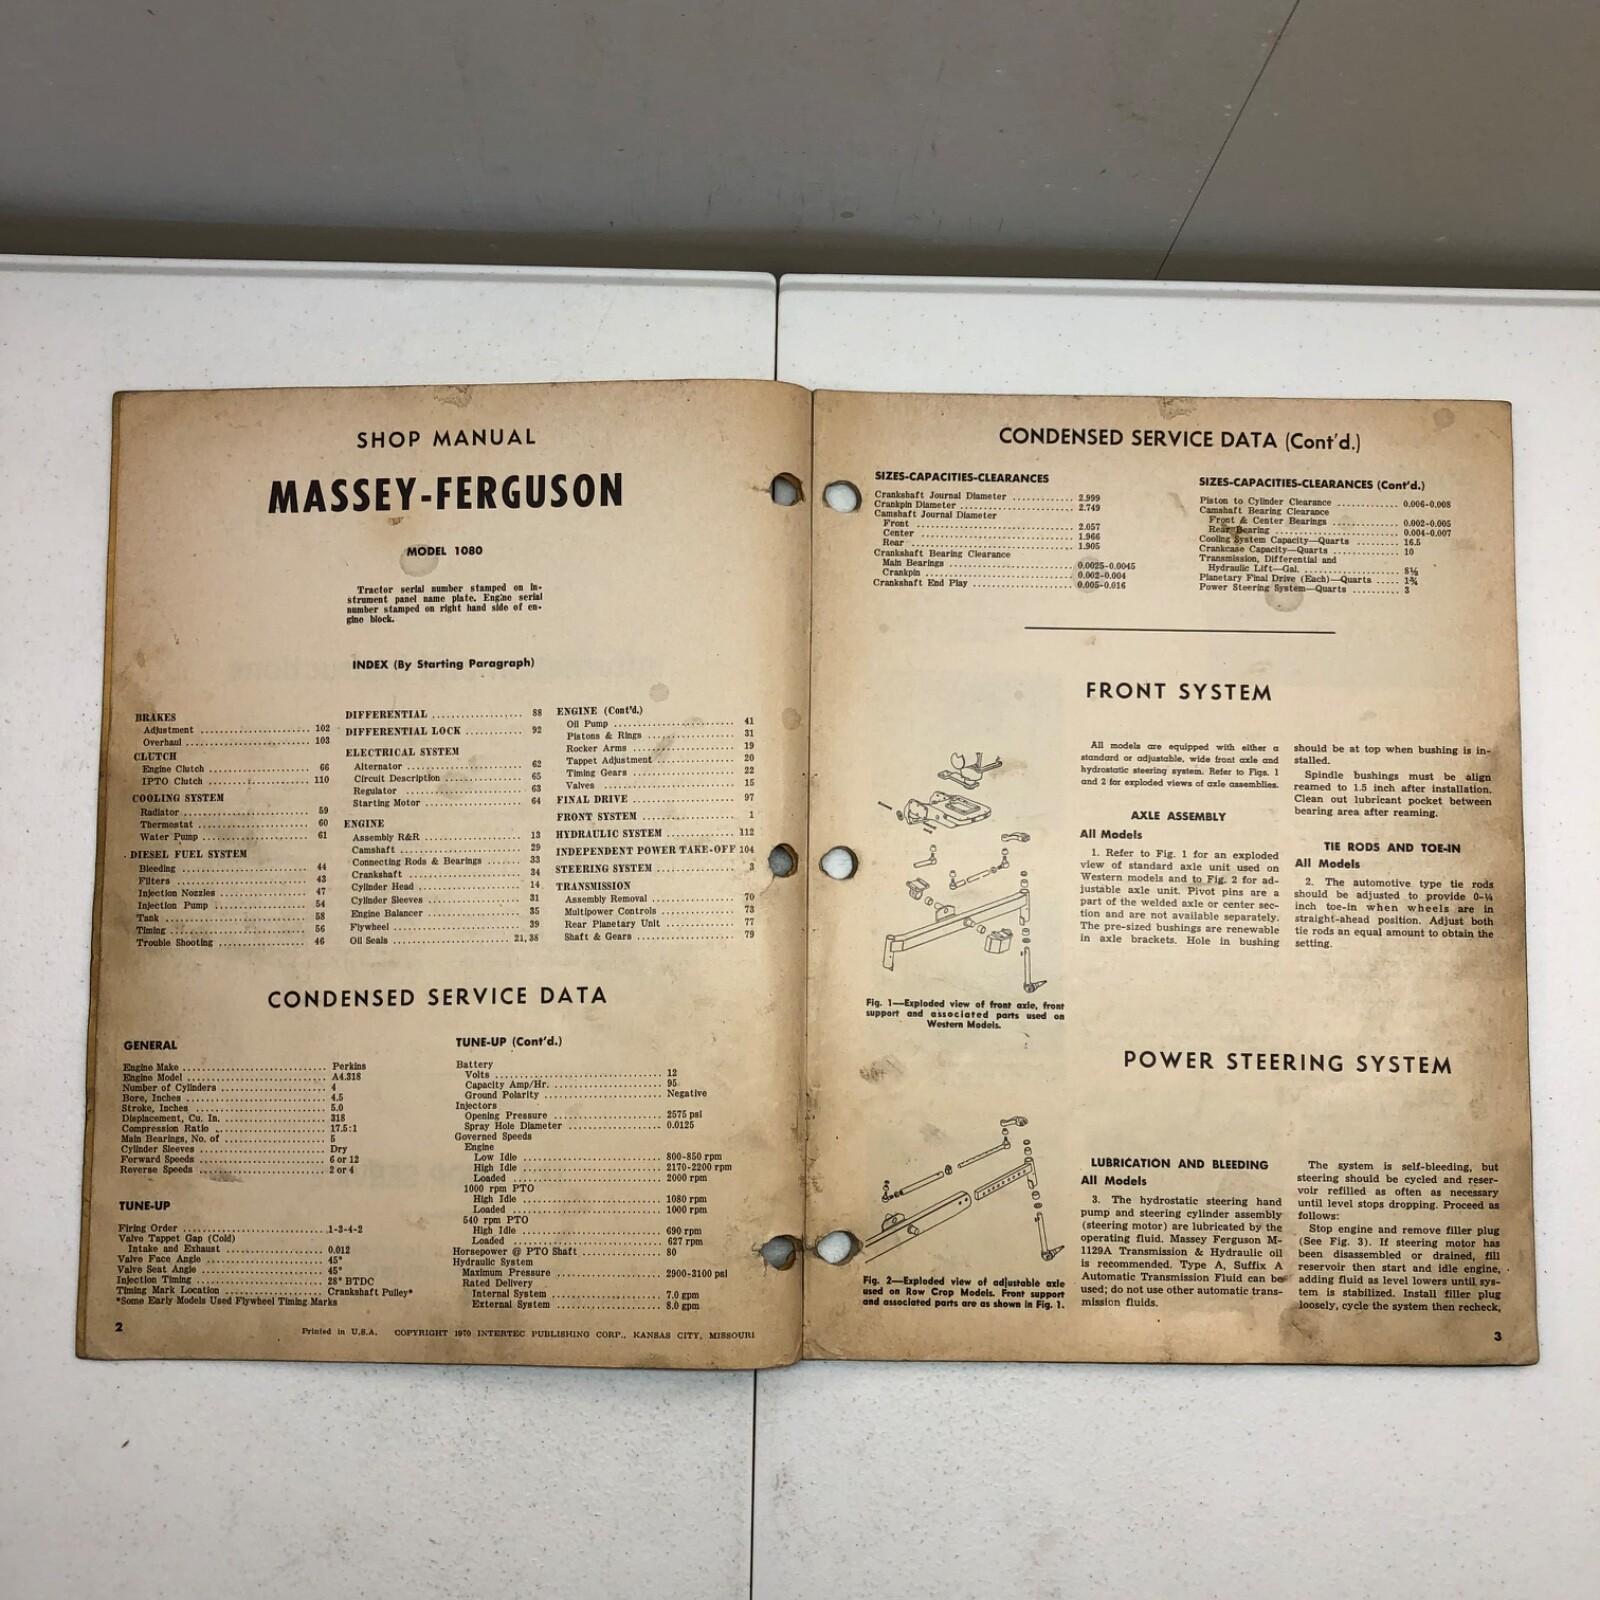 SHOP MANUAL
MASSEY-FERGUSON
MODEL 1080
Tractor serial number stamped on in-
strument panel name plate. Engine serial
number stamped on right hand side of en-
gine block.
INDEX (By Starting Paragraph)
BRAKES
Adjustment .......... 102
Overhaul .......... 103
CLUTCH
Engine Clutch .......... 66
IPTO Clutch .......... 110
COOLING SYSTEM
Radiator .......... 59
Thermostat .......... 60
Water Pump .......... 61
DIESEL FUEL SYSTEM
Bleeding .......... 44
Filters .......... 43
Injection Nozzles .......... 47
Injection Pump .......... 54
Tank .......... 58
Timing .......... 56
Trouble Shooting .......... 46
DIFFERENTIAL .......... 88
DIFFERENTIAL LOCK .......... 92
ELECTRICAL SYSTEM
Alternator .......... 62
Circuit Description .......... 65
Regulator .......... 63
Starting Motor .......... 64
ENGINE
Assembly R&R .......... 13
Camshaft .......... 29
Connecting Rods & Bearings .......... 33
Crankshaft .......... 34
Cylinder Head .......... 14
Cylinder Sleeves .......... 31
Engine Balancer .......... 35
Flywheel .......... 39
Oil Seals .......... 21, 38
ENGINE (Cont'd.)
Oil Pump .......... 41
Pistons & Rings .......... 31
Rocker Arms .......... 19
Tappet Adjustment .......... 20
Timing Gears .......... 22
Valves .......... 15
FINAL DRIVE .......... 97
FRONT SYSTEM .......... 1
HYDRAULIC SYSTEM .......... 112
INDEPENDENT POWER TAKE-OFF 104
STEERING SYSTEM .......... 3
TRANSMISSION
Assembly Removal .......... 70
Multipower Controls .......... 73
Rear Planetary Unit .......... 77
Shaft & Gears .......... 79
CONDENSED SERVICE DATA
GENERAL
Engine Make .......... Perkins
Engine Model .......... A4.318
Number of Cylinders .......... 4
Bore, Inches .......... 4.5
Stroke, Inches .......... 5.0
Displacement, Cu. In. .......... 318
Compression Ratio .......... 17.5:1
Main Bearings, No. of .......... 5
Cylinder Sleeves .......... Dry
Forward Speeds .......... 6 or 12
Reverse Speeds .......... 2 or 4
TUNE-UP
Firing Order .......... 1-3-4-2
Valve Tappet Gap (Cold)
Intake and Exhaust .......... 0.012
Valve Face Angle .......... 45°
Valve Seat Angle .......... 45°
Injection Timing .......... 28° BTDC
Timing Mark Location .......... Crankshaft Pulley*
*Some Early Models Used Flywheel Timing Marks
TUNE-UP (Cont'd.)
Battery
Volts .......... 12
Capacity Amp/Hr. .......... 95
Ground Polarity .......... Negative
Injectors
Opening Pressure .......... 2575 psi
Spray Hole Diameter .......... 0.0125
Governed Speeds
Engine
Low Idle .......... 800-850 rpm
High Idle .......... 2170-2200 rpm
Loaded .......... 2000 rpm
1000 rpm PTO
High Idle .......... 1080 rpm
Loaded .......... 1000 rpm
540 rpm PTO
High Idle .......... 690 rpm
Loaded .......... 627 rpm
Horsepower @ PTO Shaft .......... 80
Hydraulic System
Maximum Pressure .......... 2900-3100 psi
Rated Delivery
Internal System .......... 7.0 gpm
External System .......... 8.0 gpm
2
Printed in U.S.A. COPYRIGHT 1970 INTERTEC PUBLISHING CORP., KANSAS CITY, MISSOURI
CONDENSED SERVICE DATA (Cont'd.)
SIZES-CAPACITIES-CLEARANCES
Crankshaft Journal Diameter .......... 2.999
Crankpin Diameter .......... 2.749
Camshaft Journal Diameter
Front .......... 2.057
Center .......... 1.966
Rear .......... 1.905
Crankshaft Bearing Clearance
Main Bearings .......... 0.0025-0.0045
Crankpin .......... 0.002-0.004
Crankshaft End Play .......... 0.005-0.016
SIZES-CAPACITIES-CLEARANCES (Cont'd.)
Piston to Cylinder Clearance .......... 0.006-0.008
Camshaft Bearing Clearance
Front & Center Bearings .......... 0.002-0.005
Rear Bearing .......... 0.004-0.007
Cooling System Capacity—Quarts .......... 16.5
Crankcase Capacity—Quarts .......... 10
Transmission, Differential and
Hydraulic Lift—Gal. .......... 8½
Planetary Final Drive (Each)—Quarts ..... 1¾
Power Steering System—Quarts .......... 3
FRONT SYSTEM
All models are equipped with either a
standard or adjustable, wide front axle and
hydrostatic steering system. Refer to Figs. 1
and 2 for exploded views of axle assemblies.
AXLE ASSEMBLY
All Models
1. Refer to Fig. 1 for an exploded
view of standard axle unit used on
Western models and to Fig. 2 for ad-
justable axle unit. Pivot pins are a
part of the welded axle or center sec-
tion and are not available separately.
The pre-sized bushings are renewable
in axle brackets. Hole in bushing
should be at top when bushing is in-
stalled.
Spindle bushings must be align
reamed to 1.5 inch after installation.
Clean out lubricant pocket between
bearing area after reaming.
TIE RODS AND TOE-IN
All Models
2. The automotive type tie rods
should be adjusted to provide 0-¼
inch toe-in when wheels are in
straight-ahead position. Adjust both
tie rods an equal amount to obtain the
setting.
Fig. 1—Exploded view of front axle, front
support and associated parts used on
Western Models.
POWER STEERING SYSTEM
Fig. 2—Exploded view of adjustable axle
used on Row Crop Models. Front support
and associated parts are as shown in Fig. 1.
LUBRICATION AND BLEEDING
All Models
3. The hydrostatic steering hand
pump and steering cylinder assembly
(steering motor) are lubricated by the
operating fluid. Massey Ferguson M-
1129A Transmission & Hydraulic oil
is recommended. Type A, Suffix A
Automatic Transmission Fluid can be
used; do not use other automatic trans-
mission fluids.
The system is self-bleeding, but
steering should be cycled and reser-
voir refilled as often as necessary
until level stops dropping. Proceed as
follows:
Stop engine and remove filler plug
(See Fig. 3). If steering motor has
been disassembled or drained, fill
reservoir then start and idle engine,
adding fluid as level lowers until sys-
tem is stabilized. Install filler plug
loosely, cycle the system then recheck,
3